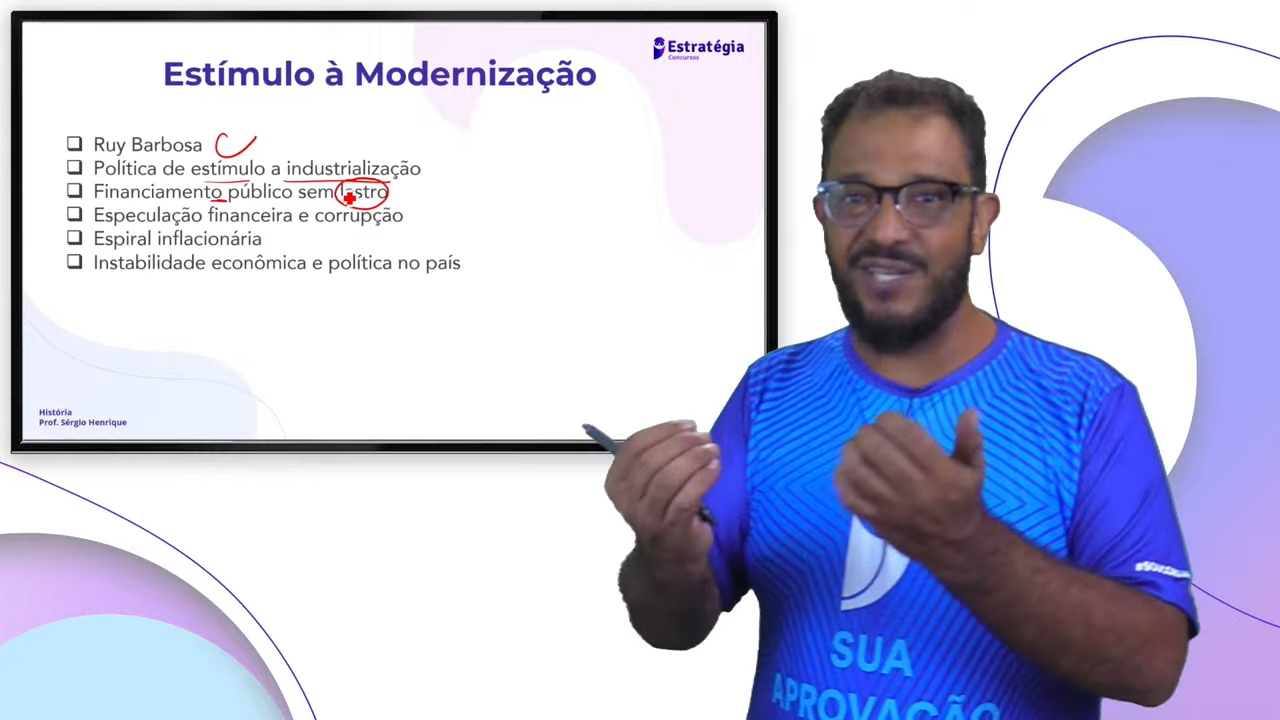 Estratégia
Concursos
Estímulo à Modernização
Ruy Barbosa
Política de estímulo a industrialização
Financiamento público sem lastro
Especulação financeira e corrupção
Espiral inflacionária
Instabilidade econômica e política no país
História
Prof. Sérgio Henrique
SUA
APROVAÇÃO